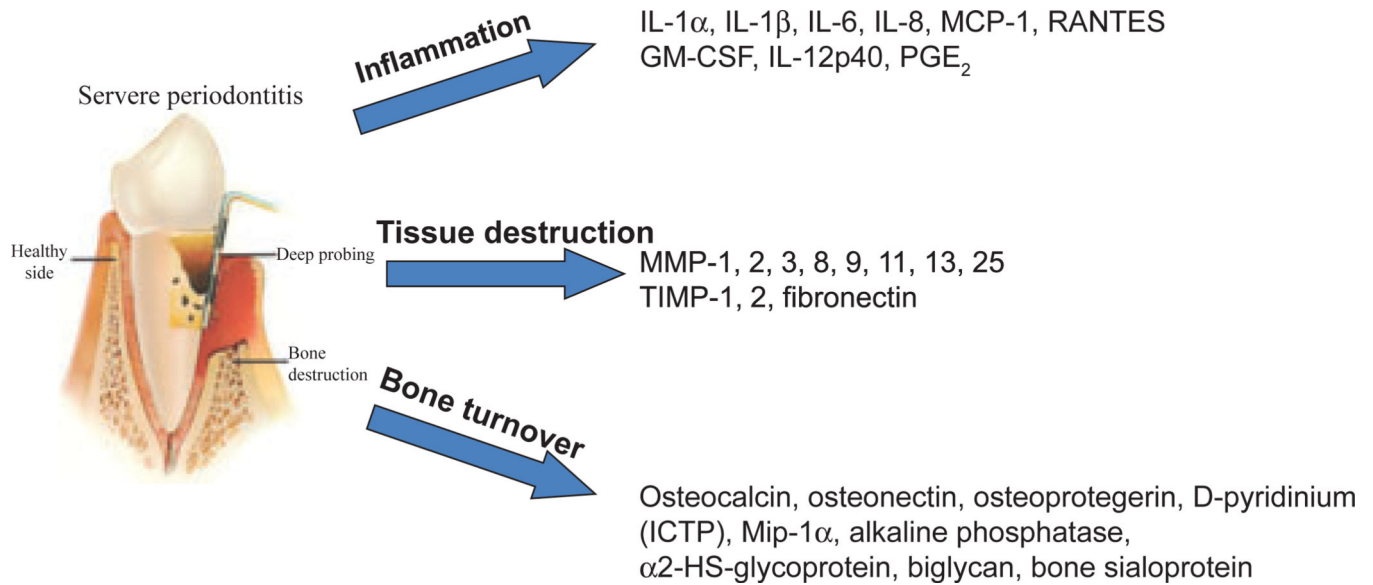 Servere periodontitis
Healthy
side
Deep probing
Bone
destruction
Inflammation
IL-1α, IL-1β, IL-6, IL-8, MCP-1, RANTES
GM-CSF, IL-12p40, PGE₂
Tissue destruction
MMP-1, 2, 3, 8, 9, 11, 13, 25
TIMP-1, 2, fibronectin
Bone turnover
Osteocalcin, osteonectin, osteoprotegerin, D-pyridinium
(ICTP), Mip-1α, alkaline phosphatase,
α2-HS-glycoprotein, biglycan, bone sialoprotein